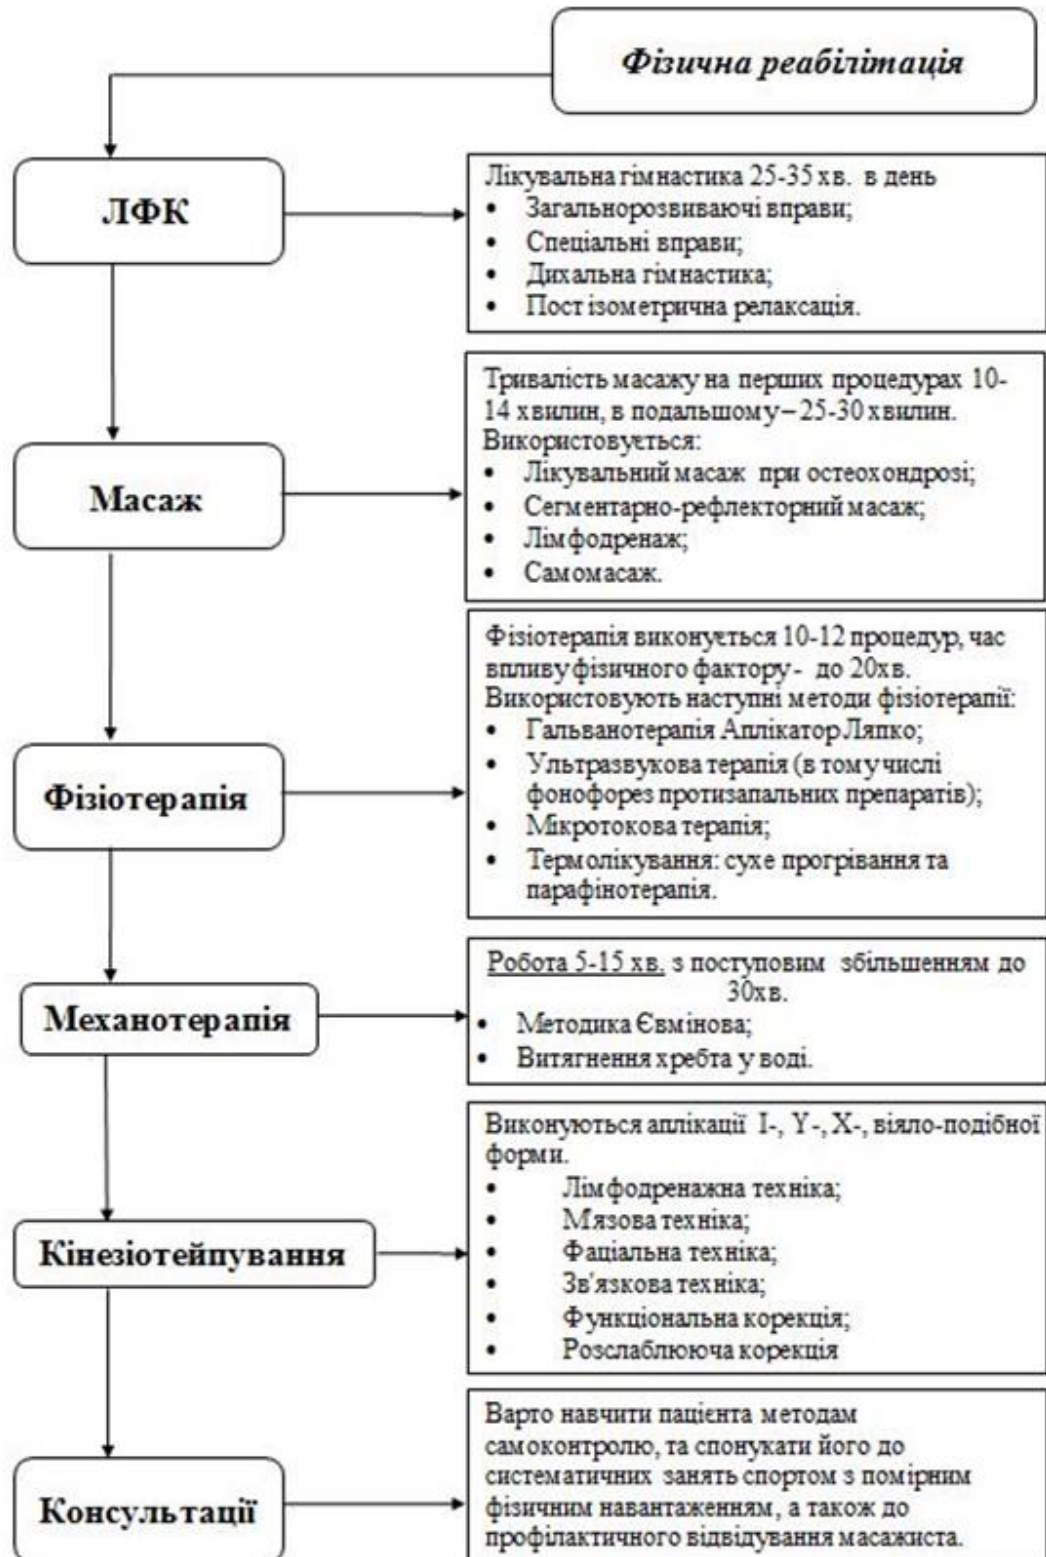 Фізична реабілітація
ЛФК
Лікувальна гімнастика 25-35 хв. в день
• Загальнорозвиваючі вправи;
• Спеціальні вправи;
• Дихальна гімнастика;
• Пост ізометрична релаксація.
Масаж
Тривалість масажу на перших процедурах 10-
14 хвилин, в подальшому – 25-30 хвилин.
Використовується:
• Лікувальний масаж при остеохондрозі;
• Сегментарно-рефлекторний масаж;
• Лімфодренаж;
• Самомасаж.
Фізіотерапія
Фізіотерапія виконується 10-12 процедур, час
впливу фізичного фактору - до 20хв.
Використовують наступні методи фізіотерапії:
• Гальванотерапія Аплікатор Ляпко;
• Ультразвукова терапія (в тому числі
фонофорез протизапальних препаратів);
• Мікротокова терапія;
• Термолікування: сухе прогрівання та
парафінотерапія.
Механотерапія
Робота 5-15 хв. з поступовим збільшенням до
30хв.
• Методика Євмінова;
• Витягнення хребта у воді.
Кінезіотейпування
Виконуються аплікації I-, Y-, X-, віяло-подібної
форми.
• Лімфодренажна техніка;
• М'язова техніка;
• Фаціальна техніка;
• Зв'язкова техніка;
• Функціональна корекція;
• Розслаблююча корекція
Консультації
Варто навчити пацієнта методам
самоконтролю, та спонукати його до
систематичних занять спортом з помірним
фізичним навантаженням, а також до
профілактичного відвідування масажиста.